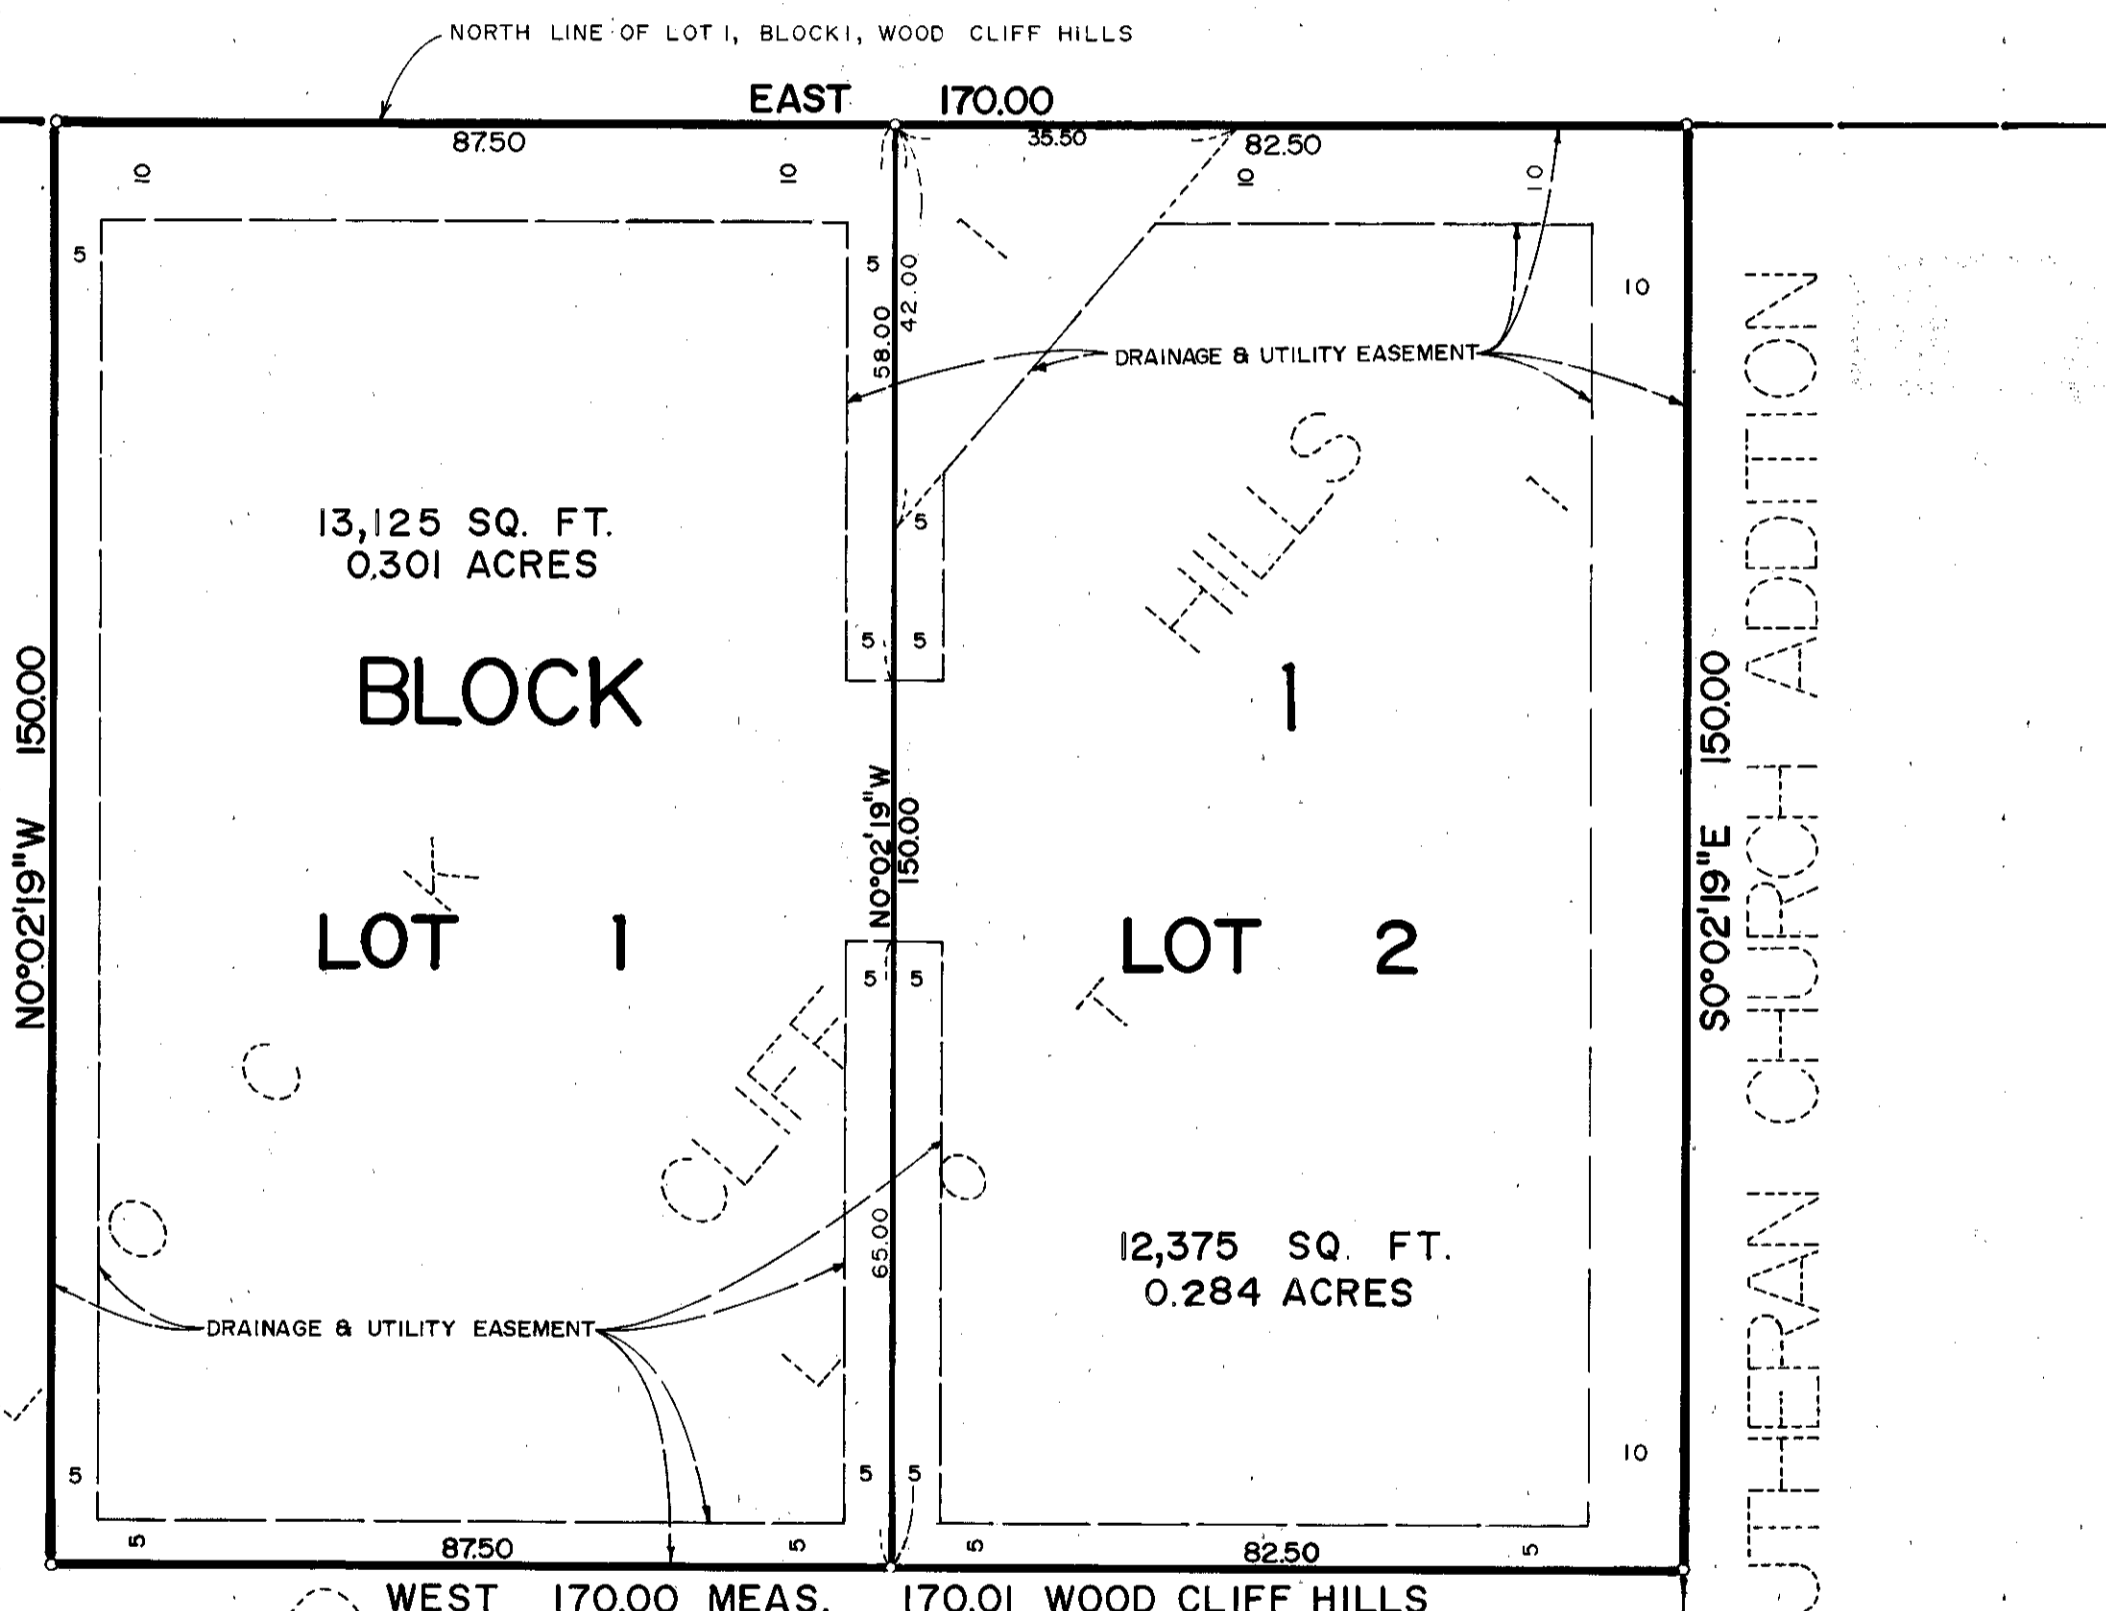 NORTH LINE OF LOT 1, BLOCK 1, WOOD CLIFF HILLS
EAST 170.00
87.50
35.50
82.50
10
10
10
10
5
5
10
58.00
42.00
DRAINAGE & UTILITY EASEMENT
HILLS
1
1
13,125 SQ. FT.
0.301 ACRES
5
5
5
BLOCK 1
N0°02'19"W 150.00
N0°02'19"W
150.00
S0°02'19"E 150.00
LUTHERAN CHURCH ADDITION
LOT 1
LOT 2
5
5
L O C K
CLIFF
L O T
65.00
12,375 SQ. FT.
0.284 ACRES
DRAINAGE & UTILITY EASEMENT
5
5
5
10
5
5
5
5
87.50
82.50
WEST 170.00 MEAS. 170.01 WOOD CLIFF HILLS